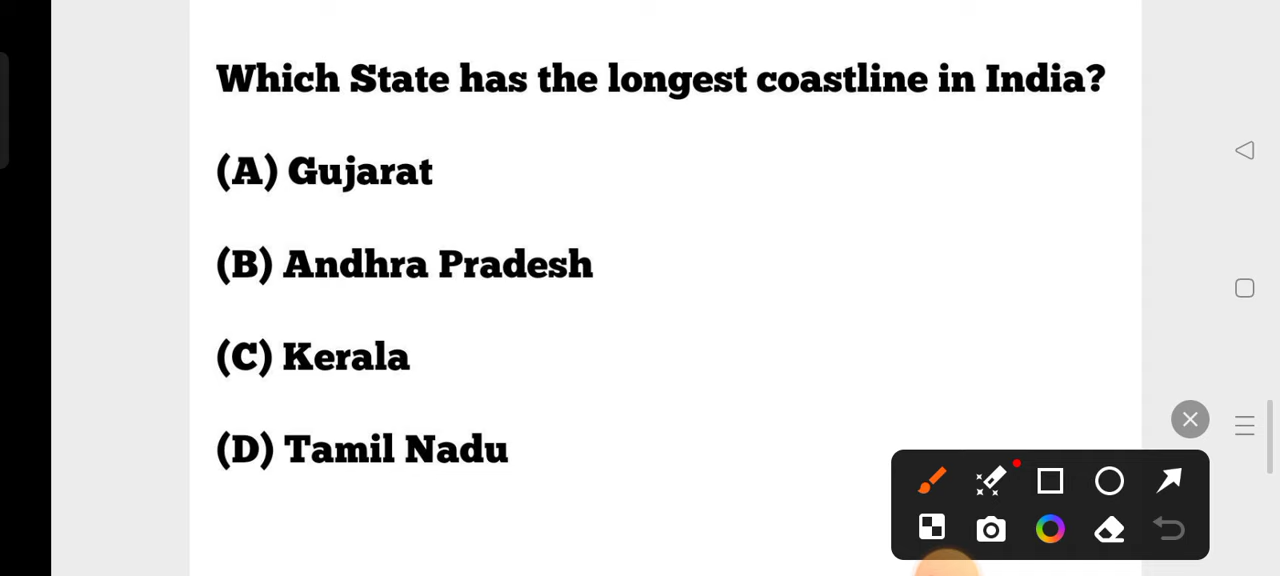 Which State has the longest coastline in India?
(A) Gujarat
(B) Andhra Pradesh
(C) Kerala
(D) Tamil Nadu